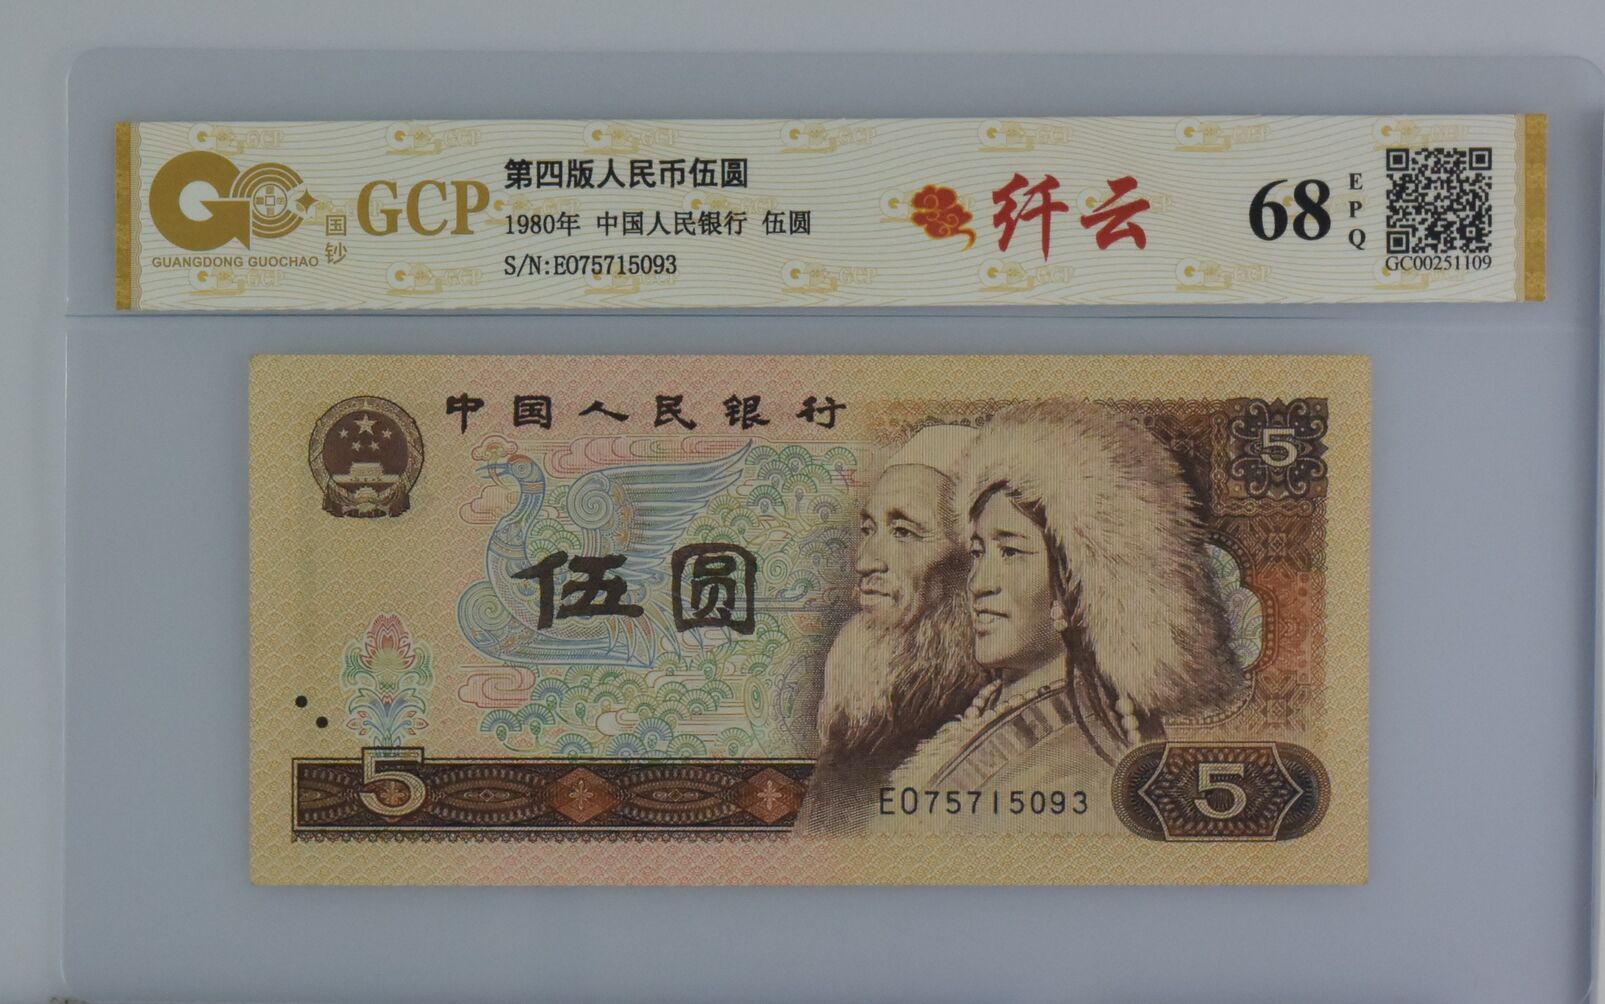 GCP
国钞
GUANGDONG GUOCHAO
第四版人民币伍圆
1980年 中国人民银行 伍圆
S/N:E075715093
纤云
68
EPQ
GC00251109
中国人民银行
5
伍圆
5
E075715093
5